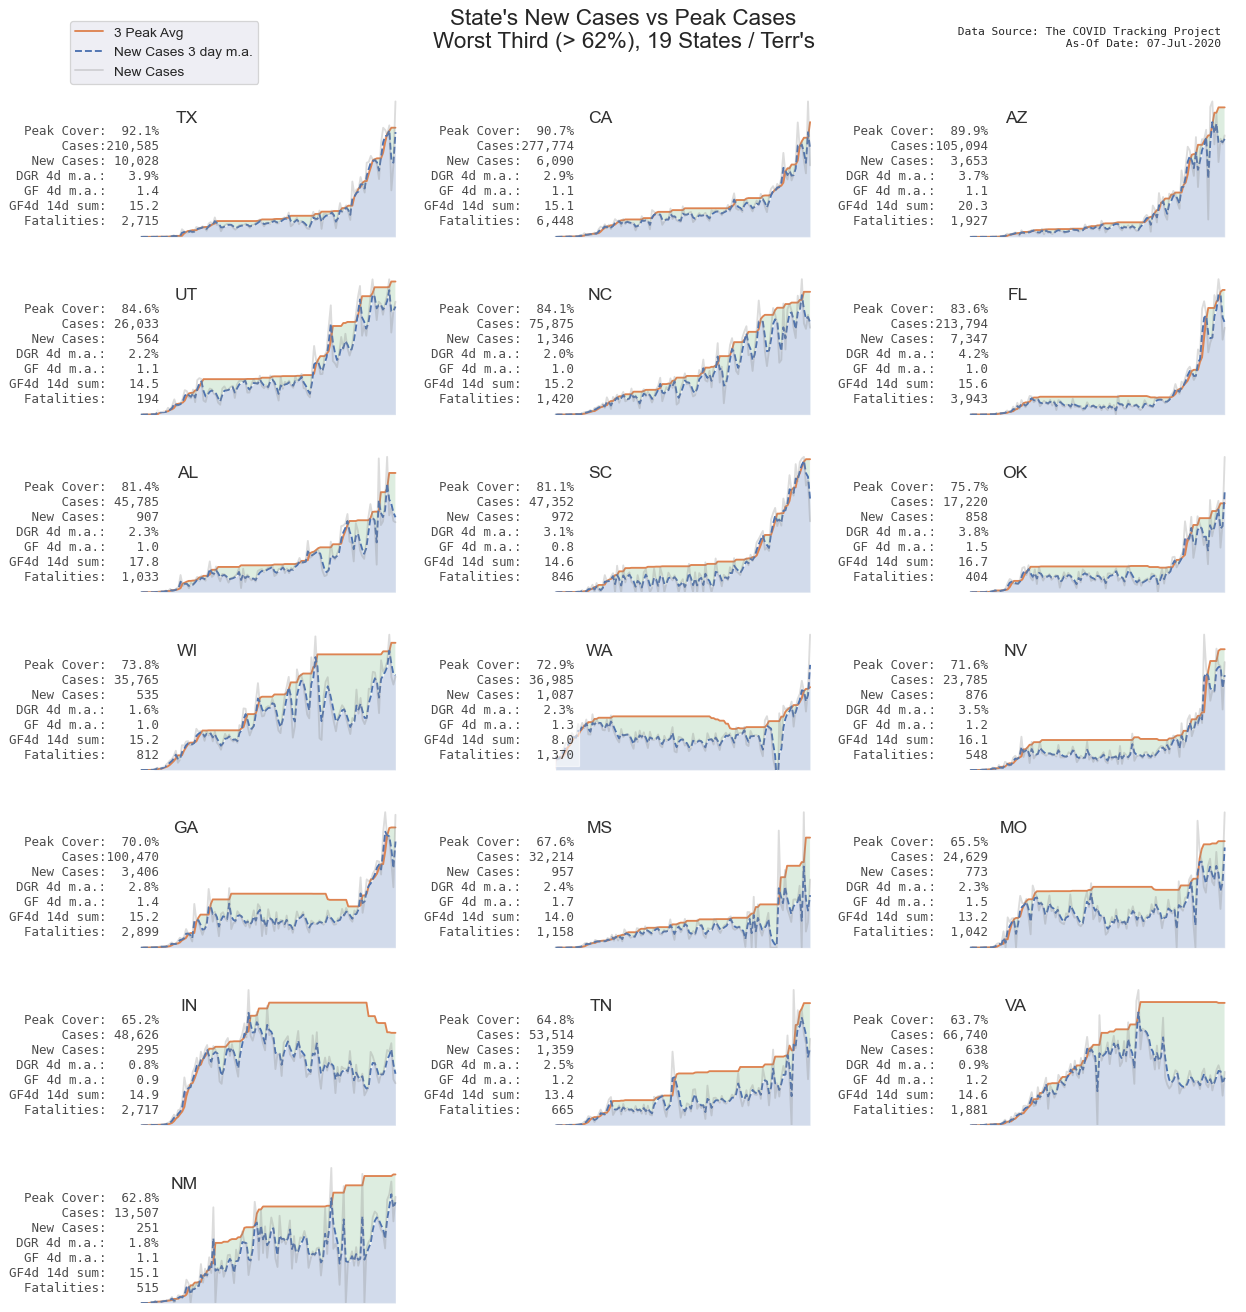 State's New Cases vs Peak Cases
Worst Third (> 62%), 19 States / Terr's
3 Peak Avg
New Cases 3 day m.a.
New Cases
Data Source: The COVID Tracking Project
As-Of Date: 07-Jul-2020
TX
Peak Cover: 92.1%
Cases:210,585
New Cases: 10,028
DGR 4d m.a.: 3.9%
GF 4d m.a.: 1.4
GF4d 14d sum: 15.2
Fatalities: 2,715
CA
Peak Cover: 90.7%
Cases:277,774
New Cases: 6,090
DGR 4d m.a.: 2.9%
GF 4d m.a.: 1.1
GF4d 14d sum: 15.1
Fatalities: 6,448
AZ
Peak Cover: 89.9%
Cases:105,094
New Cases: 3,653
DGR 4d m.a.: 3.7%
GF 4d m.a.: 1.1
GF4d 14d sum: 20.3
Fatalities: 1,927
UT
Peak Cover: 84.6%
Cases: 26,033
New Cases: 564
DGR 4d m.a.: 2.2%
GF 4d m.a.: 1.1
GF4d 14d sum: 14.5
Fatalities: 194
NC
Peak Cover: 84.1%
Cases: 75,875
New Cases: 1,346
DGR 4d m.a.: 2.0%
GF 4d m.a.: 1.0
GF4d 14d sum: 15.2
Fatalities: 1,420
FL
Peak Cover: 83.6%
Cases:213,794
New Cases: 7,347
DGR 4d m.a.: 4.2%
GF 4d m.a.: 1.0
GF4d 14d sum: 15.6
Fatalities: 3,943
AL
Peak Cover: 81.4%
Cases: 45,785
New Cases: 907
DGR 4d m.a.: 2.3%
GF 4d m.a.: 1.0
GF4d 14d sum: 17.8
Fatalities: 1,033
SC
Peak Cover: 81.1%
Cases: 47,352
New Cases: 972
DGR 4d m.a.: 3.1%
GF 4d m.a.: 0.8
GF4d 14d sum: 14.6
Fatalities: 846
OK
Peak Cover: 75.7%
Cases: 17,220
New Cases: 858
DGR 4d m.a.: 3.8%
GF 4d m.a.: 1.5
GF4d 14d sum: 16.7
Fatalities: 404
WI
Peak Cover: 73.8%
Cases: 35,765
New Cases: 535
DGR 4d m.a.: 1.6%
GF 4d m.a.: 1.0
GF4d 14d sum: 15.2
Fatalities: 812
WA
Peak Cover: 72.9%
Cases: 36,985
New Cases: 1,087
DGR 4d m.a.: 2.3%
GF 4d m.a.: 1.3
GF4d 14d sum: 8.0
Fatalities: 1,370
NV
Peak Cover: 71.6%
Cases: 23,785
New Cases: 876
DGR 4d m.a.: 3.5%
GF 4d m.a.: 1.2
GF4d 14d sum: 16.1
Fatalities: 548
GA
Peak Cover: 70.0%
Cases:100,470
New Cases: 3,406
DGR 4d m.a.: 2.8%
GF 4d m.a.: 1.4
GF4d 14d sum: 15.2
Fatalities: 2,899
MS
Peak Cover: 67.6%
Cases: 32,214
New Cases: 957
DGR 4d m.a.: 2.4%
GF 4d m.a.: 1.7
GF4d 14d sum: 14.0
Fatalities: 1,158
MO
Peak Cover: 65.5%
Cases: 24,629
New Cases: 773
DGR 4d m.a.: 2.3%
GF 4d m.a.: 1.5
GF4d 14d sum: 13.2
Fatalities: 1,042
IN
Peak Cover: 65.2%
Cases: 48,626
New Cases: 295
DGR 4d m.a.: 0.8%
GF 4d m.a.: 0.9
GF4d 14d sum: 14.9
Fatalities: 2,717
TN
Peak Cover: 64.8%
Cases: 53,514
New Cases: 1,359
DGR 4d m.a.: 2.5%
GF 4d m.a.: 1.2
GF4d 14d sum: 13.4
Fatalities: 665
VA
Peak Cover: 63.7%
Cases: 66,740
New Cases: 638
DGR 4d m.a.: 0.9%
GF 4d m.a.: 1.2
GF4d 14d sum: 14.6
Fatalities: 1,881
NM
Peak Cover: 62.8%
Cases: 13,507
New Cases: 251
DGR 4d m.a.: 1.8%
GF 4d m.a.: 1.1
GF4d 14d sum: 15.1
Fatalities: 515